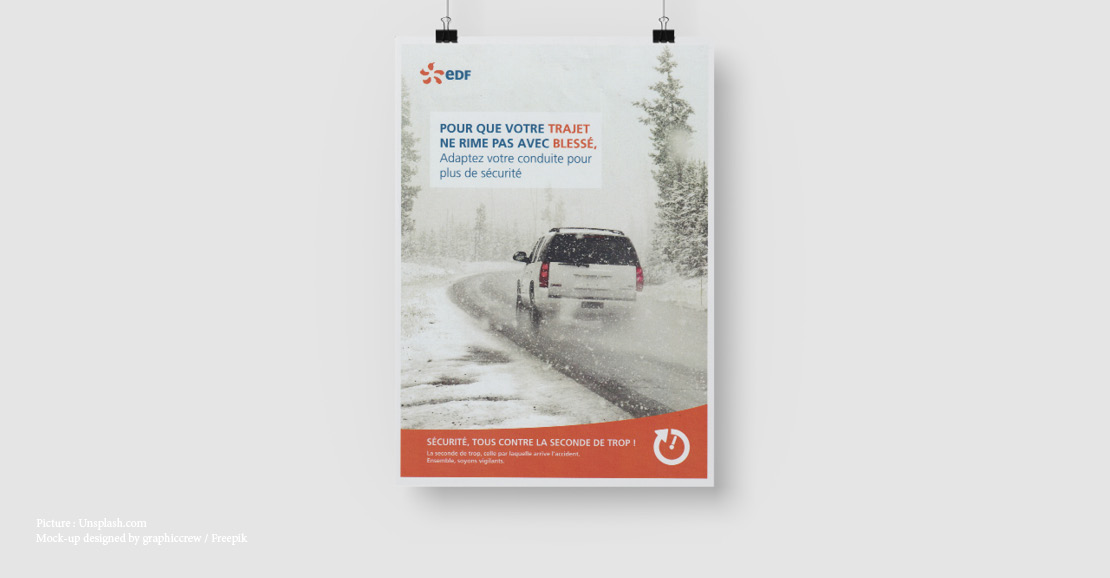 eDF
POUR QUE VOTRE TRAJET
NE RIME PAS AVEC BLESSÉ,
Adaptez votre conduite pour
plus de sécurité
SÉCURITÉ, TOUS CONTRE LA SECONDE DE TROP !
La seconde de trop, celle par laquelle arrive l'accident.
Ensemble, soyons vigilants.
Picture : Unsplash.com
Mock-up designed by graphiccrew / Freepik